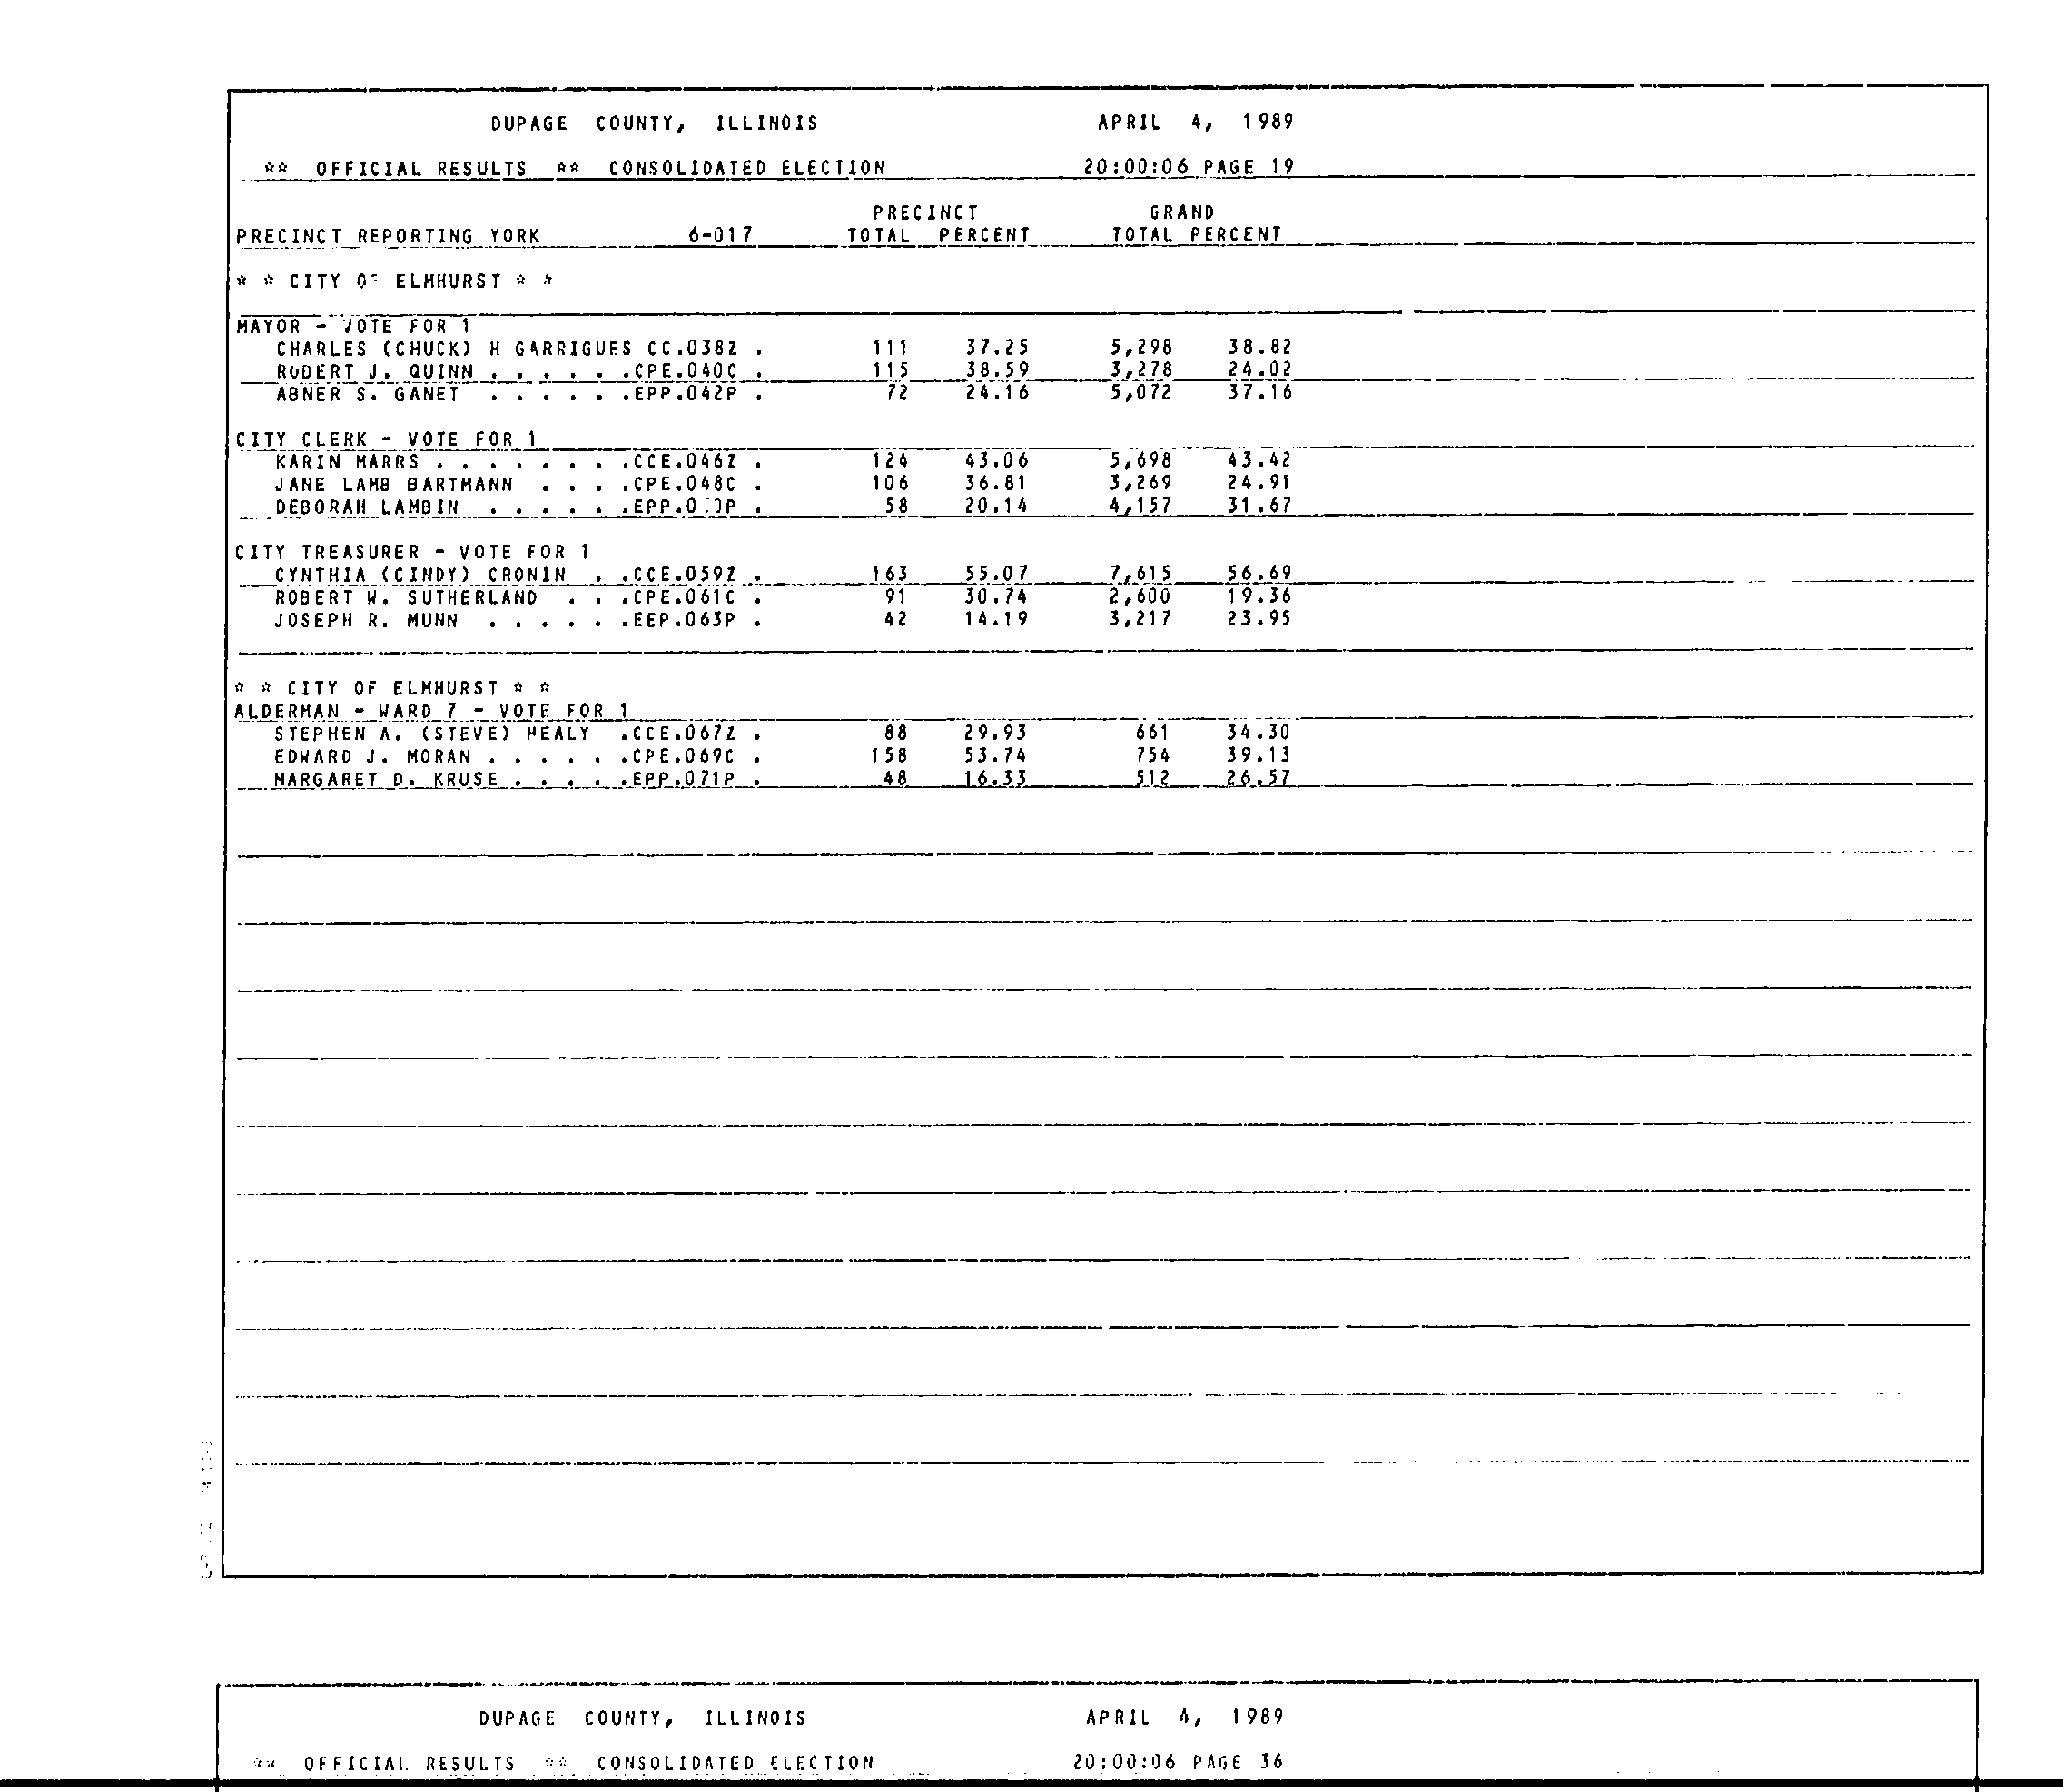 DUPAGE COUNTY, ILLINOIS APRIL 4, 1989
** OFFICIAL RESULTS ** CONSOLIDATED ELECTION 20:00:06 PAGE 19
PRECINCT GRAND
PRECINCT REPORTING YORK 6-017 TOTAL PERCENT TOTAL PERCENT
* * CITY OF ELMHURST * *
MAYOR - VOTE FOR 1
CHARLES (CHUCK) H GARRIGUES CC.038Z . 111 37.25 5,298 38.82
ROBERT J. QUINN . . . . . .CPE.040C . 115 38.59 3,278 24.02
ABNER S. GANET . . . . . .EPP.042P . 72 24.16 5,072 37.16
CITY CLERK - VOTE FOR 1
KARIN MARRS . . . . . . . .CCE.046Z . 124 43.06 5,698 43.42
JANE LAMB BARTMANN . . . .CPE.048C . 106 36.81 3,269 24.91
DEBORAH LAMBIN . . . . . . 58 20.14 4,157 31.67
CITY TREASURER - VOTE FOR 1
CYNTHIA (CINDY) CRONIN . .CCE.059Z . 163 55.07 7,615 56.69
ROBERT W. SUTHERLAND . . .CPE.061C . 91 30.74 2,600 19.36
JOSEPH R. MUNN . . . . . .EEP.063P . 42 14.19 3,217 23.95
* * CITY OF ELMHURST * *
ALDERMAN - WARD 7 - VOTE FOR 1
STEPHEN A. (STEVE) HEALY .CCE.067Z . 88 29.93 661 34.30
EDWARD J. MORAN . . . . . .CPE.069C . 158 53.74 754 39.13
MARGARET D. KRUSE . . . . .EPP.071P . 48 16.33 512 26.57
DUPAGE COUNTY, ILLINOIS APRIL 4, 1989
** OFFICIAL RESULTS ** CONSOLIDATED ELECTION 20:00:06 PAGE 36